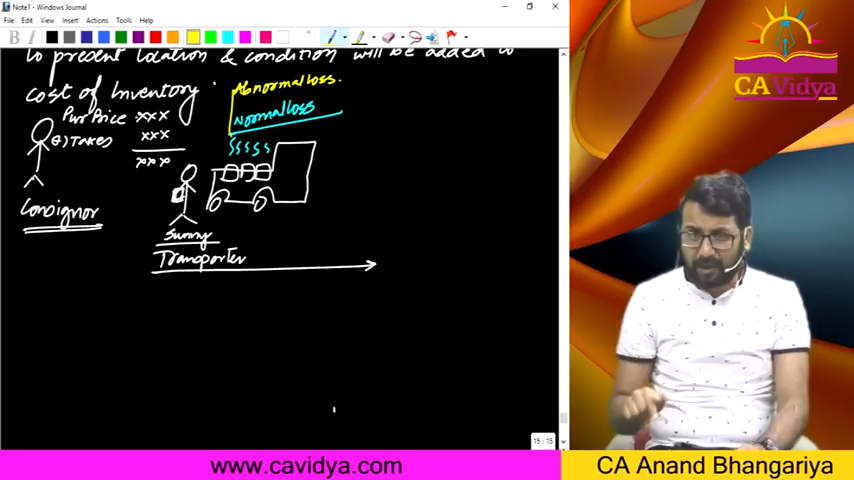 Note1 - Windows Journal
File Edit View Insert Actions Tools Help
B
to present location & condition will be added to
cost of Inventory.
Abnormal loss.
Normal loss
Pur Price xxx
(+) Taxes xxx
xxx
Consignor
Sunny
Transporter
15 / 15
CA Vidya
www.cavidya.com
CA Anand Bhangariya